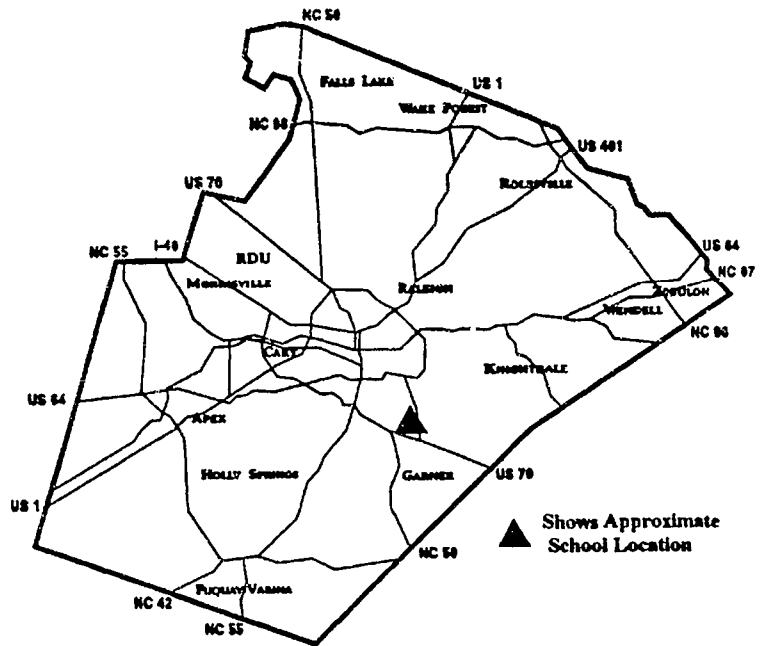 NC 50
FALLS LAKE
US 1
WAKE FOREST
NC 98
US 401
ROLESVILLE
US 70
I-40
NC 55
RDU
MORRISVILLE
US 64
NC 97
RALEIGH
ZEBULON
WENDELL
NC 96
CARY
KNIGHTDALE
US 64
APEX
HOLLY SPRINGS
GARNER
US 70
US 1
Shows Approximate
School Location
NC 50
FUQUAY VARINA
NC 42
NC 55